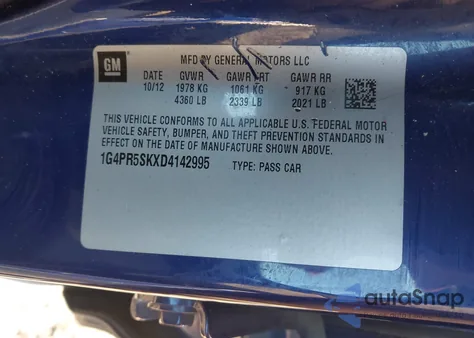 GM
MFD BY GENERAL MOTORS LLC
DATE GVWR GAWR FRT GAWR RR
10/12 1978 KG 1061 KG 917 KG
4360 LB 2339 LB 2021 LB
THIS VEHICLE CONFORMS TO ALL APPLICABLE U.S. FEDERAL MOTOR
VEHICLE SAFETY, BUMPER, AND THEFT PREVENTION STANDARDS IN
EFFECT ON THE DATE OF MANUFACTURE SHOWN ABOVE.
1G4PR5SKXD4142995 TYPE: PASS CAR
autoSnap